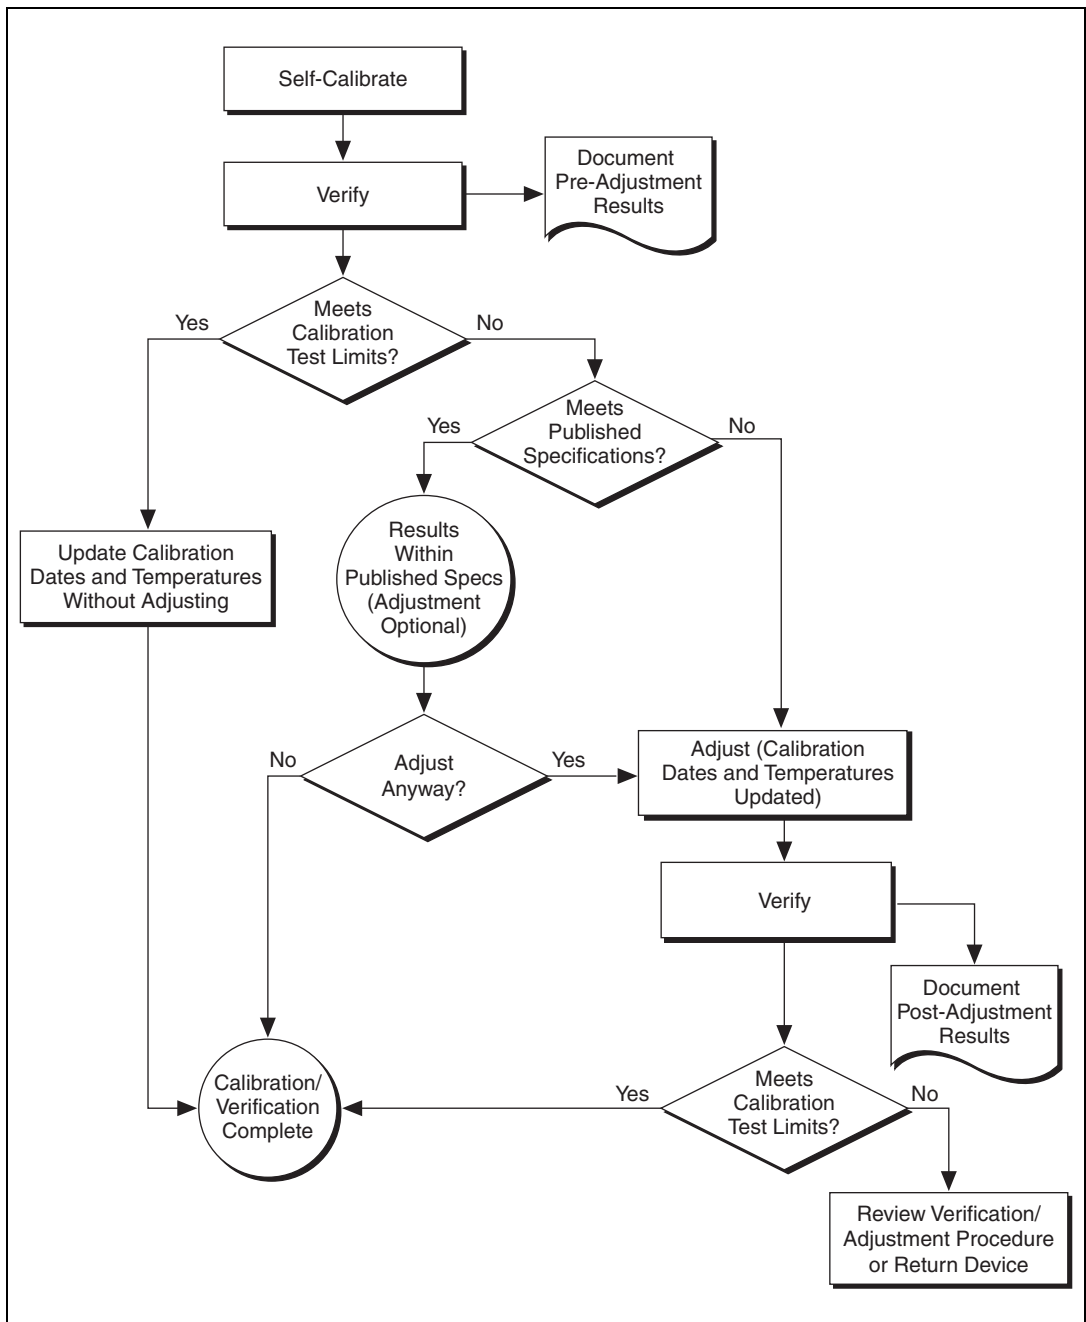 Self-Calibrate
Verify
Document
Pre-Adjustment
Results
Meets
Calibration
Test Limits?
Yes
No
Meets
Published
Specifications?
Yes
No
Update Calibration
Dates and Temperatures
Without Adjusting
Results
Within
Published Specs
(Adjustment
Optional)
Adjust
Anyway?
No
Yes
Adjust (Calibration
Dates and Temperatures
Updated)
Verify
Document
Post-Adjustment
Results
Calibration/
Verification
Complete
Yes
Meets
Calibration
Test Limits?
No
Review Verification/
Adjustment Procedure
or Return Device